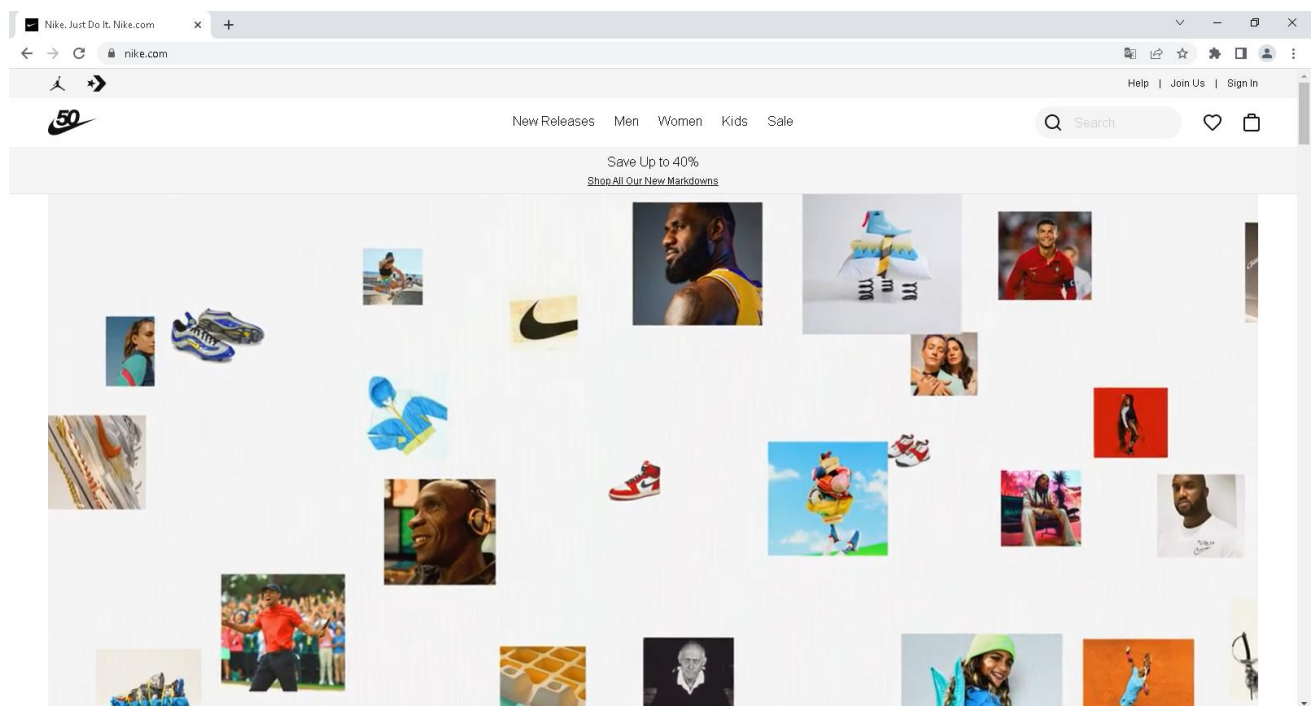 Nike. Just Do It. Nike.com
nike.com
Help | Join Us | Sign In
50
New Releases Men Women Kids Sale
Search
Save Up to 40%
Shop All Our New Markdowns